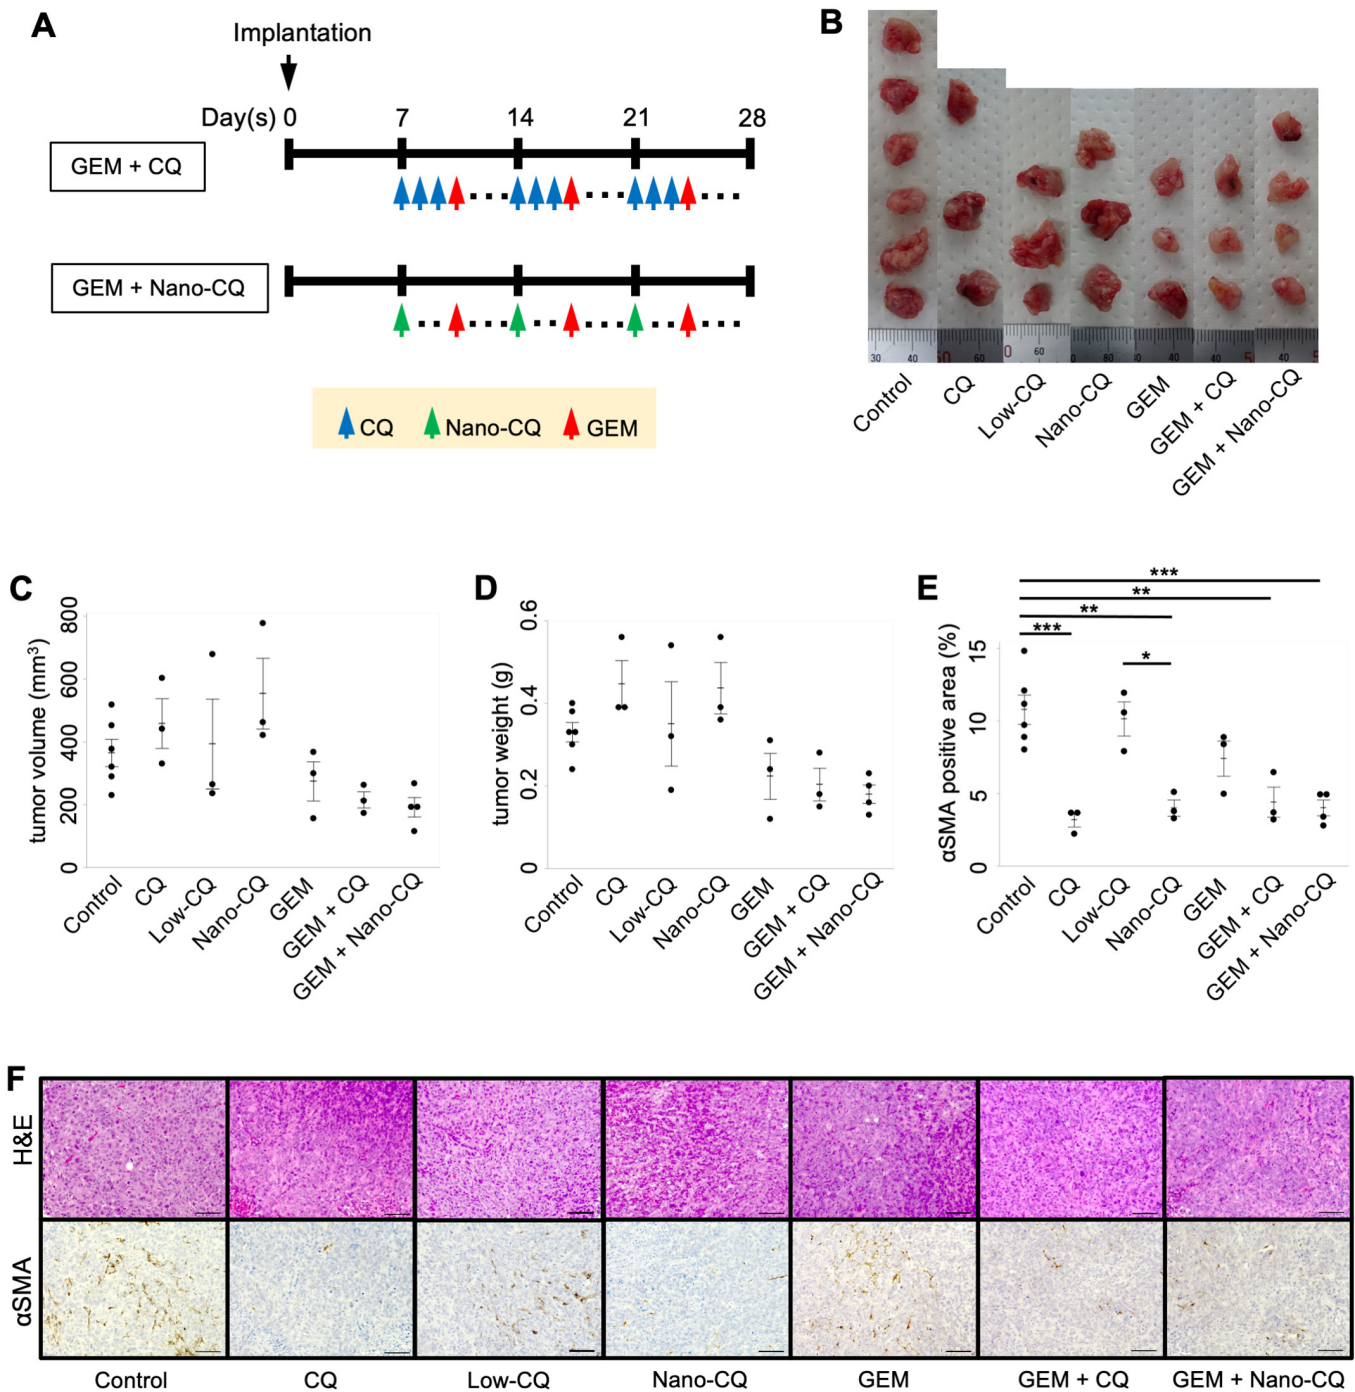 A
Implantation
Day(s) 0 7 14 21 28
GEM + CQ
GEM + Nano-CQ
CQ Nano-CQ GEM
B
30 40 60 0 60 80 40 40 40
Control
CQ
Low-CQ
Nano-CQ
GEM
GEM + CQ
GEM + Nano-CQ
C
tumor volume (mm³)
800
600
400
200
0
Control
CQ
Low-CQ
Nano-CQ
GEM
GEM + CQ
GEM + Nano-CQ
D
tumor weight (g)
0.6
0.4
0.2
0
Control
CQ
Low-CQ
Nano-CQ
GEM
GEM + CQ
GEM + Nano-CQ
E
αSMA positive area (%)
***
**
**
***
*
15
10
5
0
Control
CQ
Low-CQ
Nano-CQ
GEM
GEM + CQ
GEM + Nano-CQ
F
H&E
αSMA
Control CQ Low-CQ Nano-CQ GEM GEM + CQ GEM + Nano-CQ